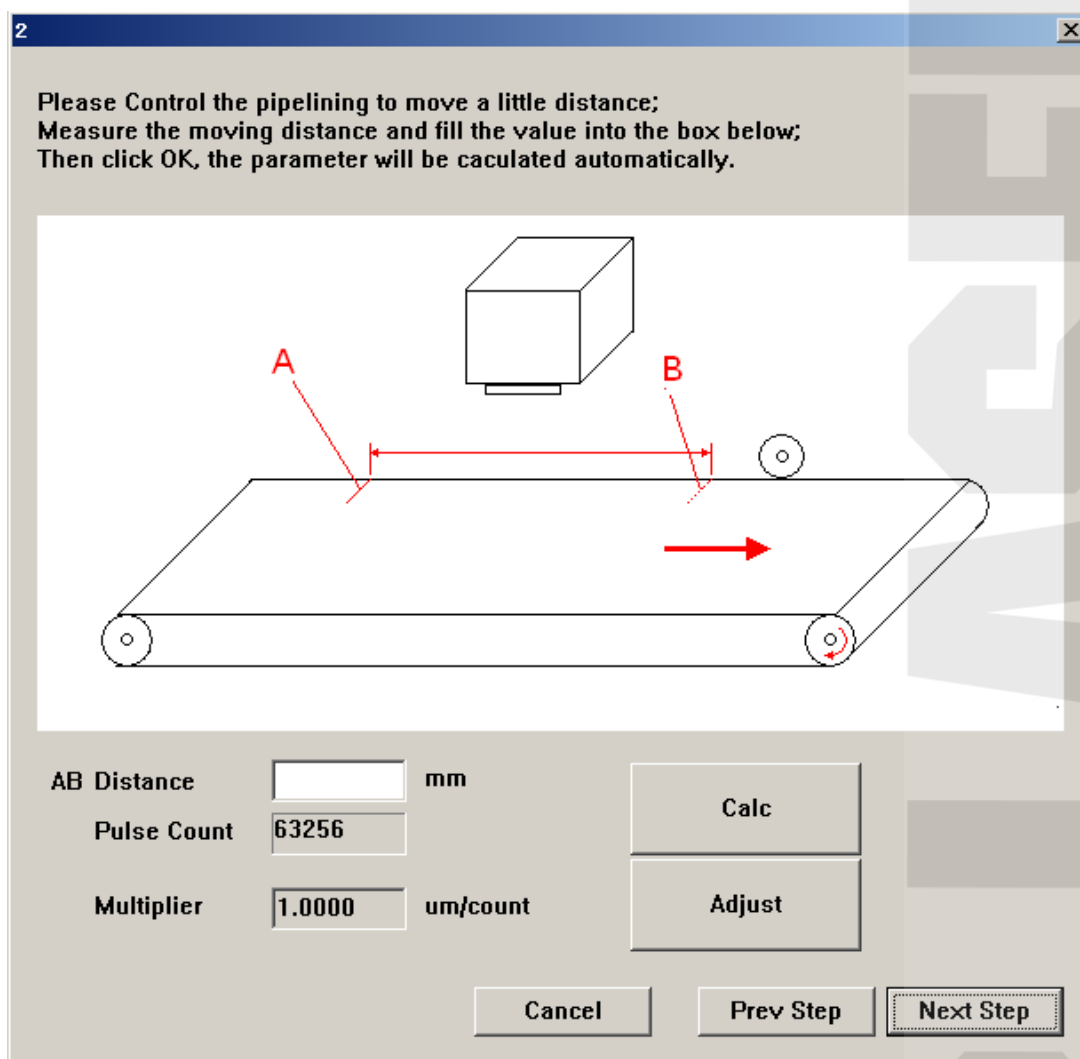 2
Please Control the pipelining to move a little distance;
Measure the moving distance and fill the value into the box below;
Then click OK, the parameter will be caculated automatically.
A
B
AB Distance mm
Calc
Pulse Count 63256
Multiplier 1.0000 um/count
Adjust
Cancel Prev Step Next Step